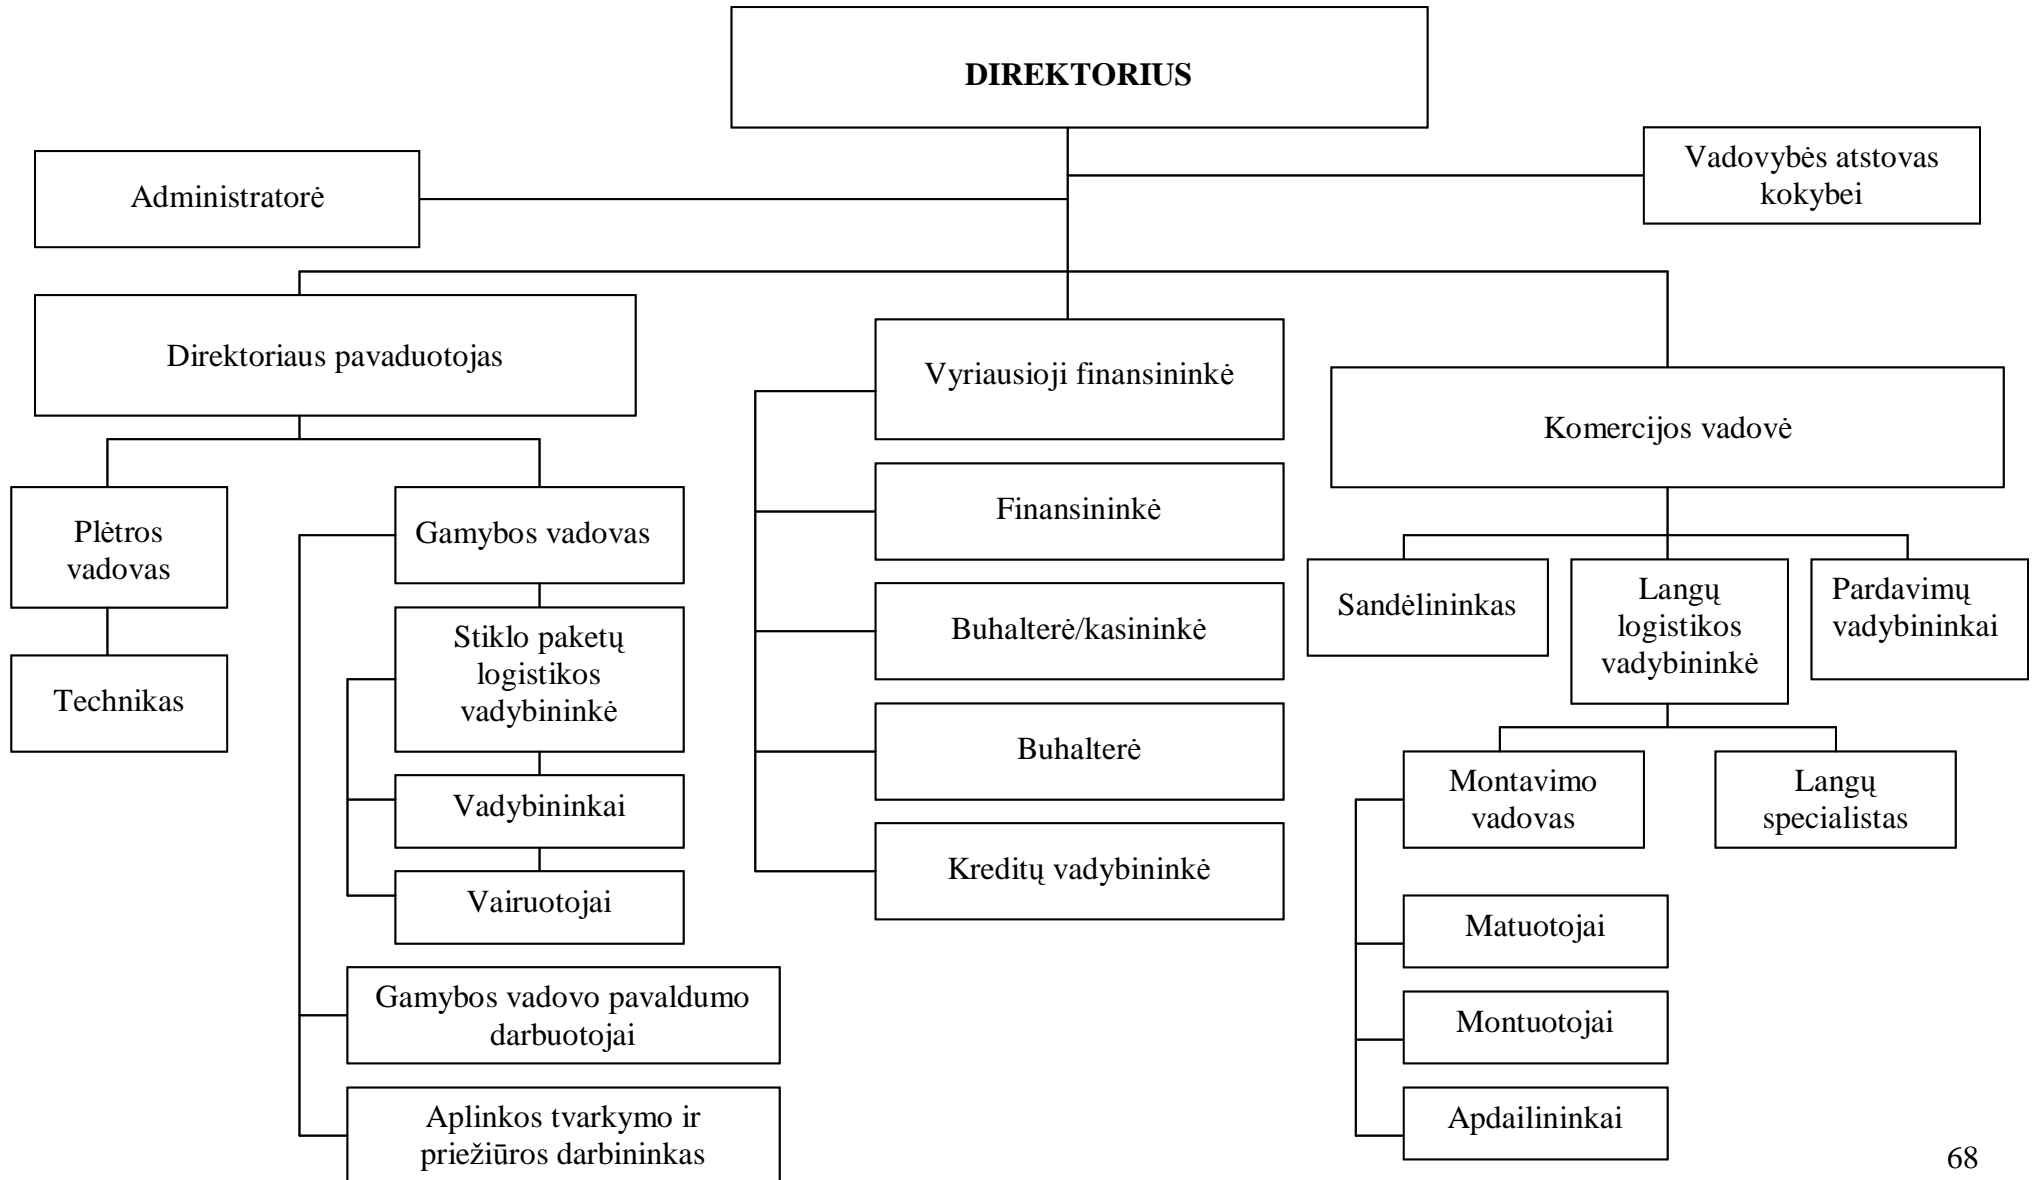 DIREKTORIUS
Vadovybės atstovas
kokybei
Administratorė
Direktoriaus pavaduotojas
Vyriausioji finansininkė
Komercijos vadovė
Plėtros
vadovas
Gamybos vadovas
Finansininkė
Sandėlininkas
Langų
logistikos
vadybininkė
Pardavimų
vadybininkai
Technikas
Stiklo paketų
logistikos
vadybininkė
Buhalterė/kasininkė
Buhalterė
Vadybininkai
Montavimo
vadovas
Langų
specialistas
Kreditų vadybininkė
Vairuotojai
Matuotojai
Gamybos vadovo pavaldumo
darbuotojai
Montuotojai
Aplinkos tvarkymo ir
priežiūros darbininkas
Apdailininkai
68